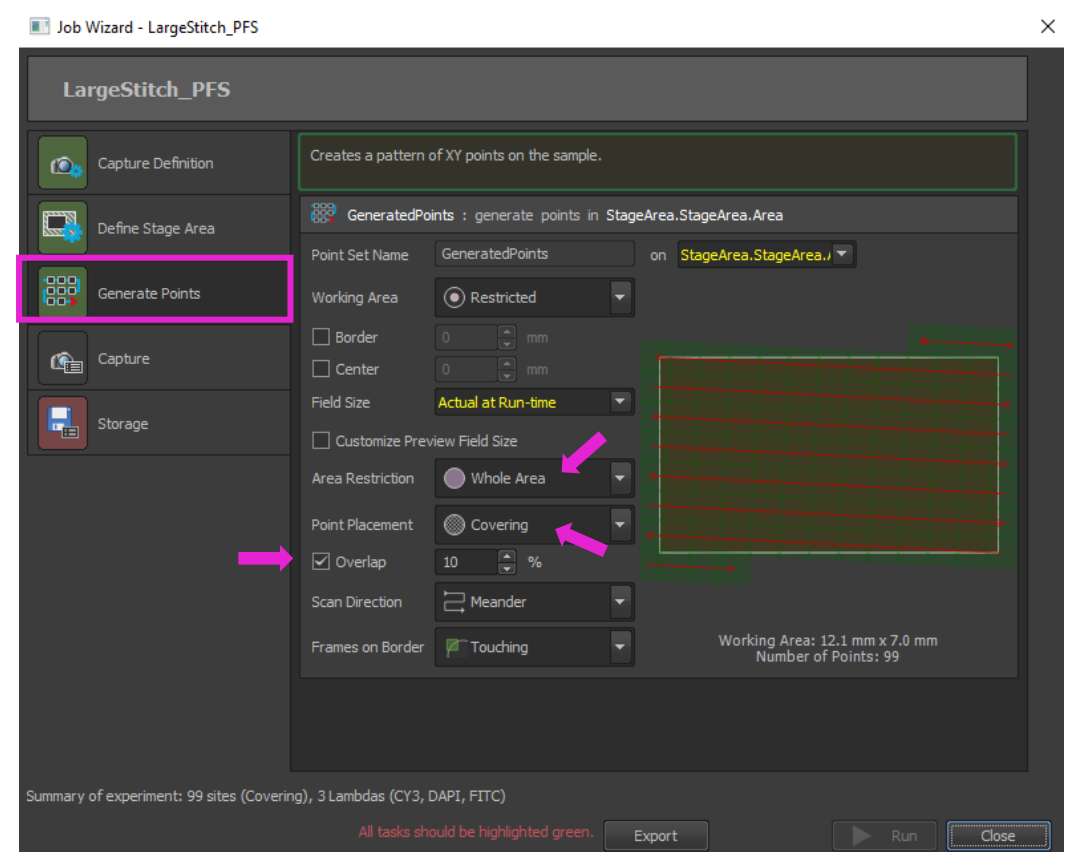 Job Wizard - LargeStitch_PFS
LargeStitch_PFS
Capture Definition
Define Stage Area
Generate Points
Capture
Storage
Creates a pattern of XY points on the sample.
GeneratedPoints : generate points in StageArea.StageArea.Area
Point Set Name GeneratedPoints on StageArea.StageArea.
Working Area Restricted
Border 0 mm
Center 0 mm
Field Size Actual at Run-time
Customize Preview Field Size
Area Restriction Whole Area
Point Placement Covering
Overlap 10 %
Scan Direction Meander
Frames on Border Touching
Working Area: 12.1 mm x 7.0 mm
Number of Points: 99
Summary of experiment: 99 sites (Covering), 3 Lambdas (CY3, DAPI, FITC)
All tasks should be highlighted green. Export Run Close